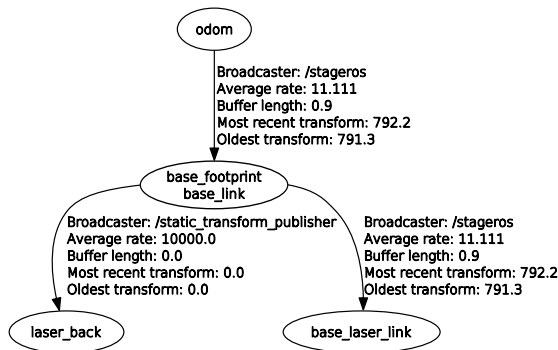 odom
Broadcaster: /stageros
Average rate: 11.111
Buffer length: 0.9
Most recent transform: 792.2
Oldest transform: 791.3
base_footprint
base_link
Broadcaster: /static_transform_publisher
Average rate: 10000.0
Buffer length: 0.0
Most recent transform: 0.0
Oldest transform: 0.0
Broadcaster: /stageros
Average rate: 11.111
Buffer length: 0.9
Most recent transform: 792.2
Oldest transform: 791.3
laser_back
base_laser_link